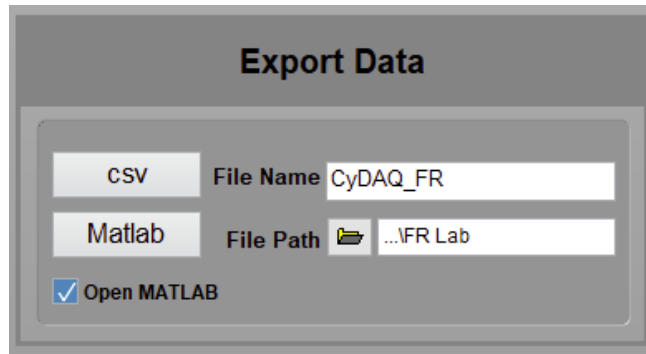 Export Data
csv File Name CyDAQ_FR
Matlab File Path ...\FR Lab
Open MATLAB